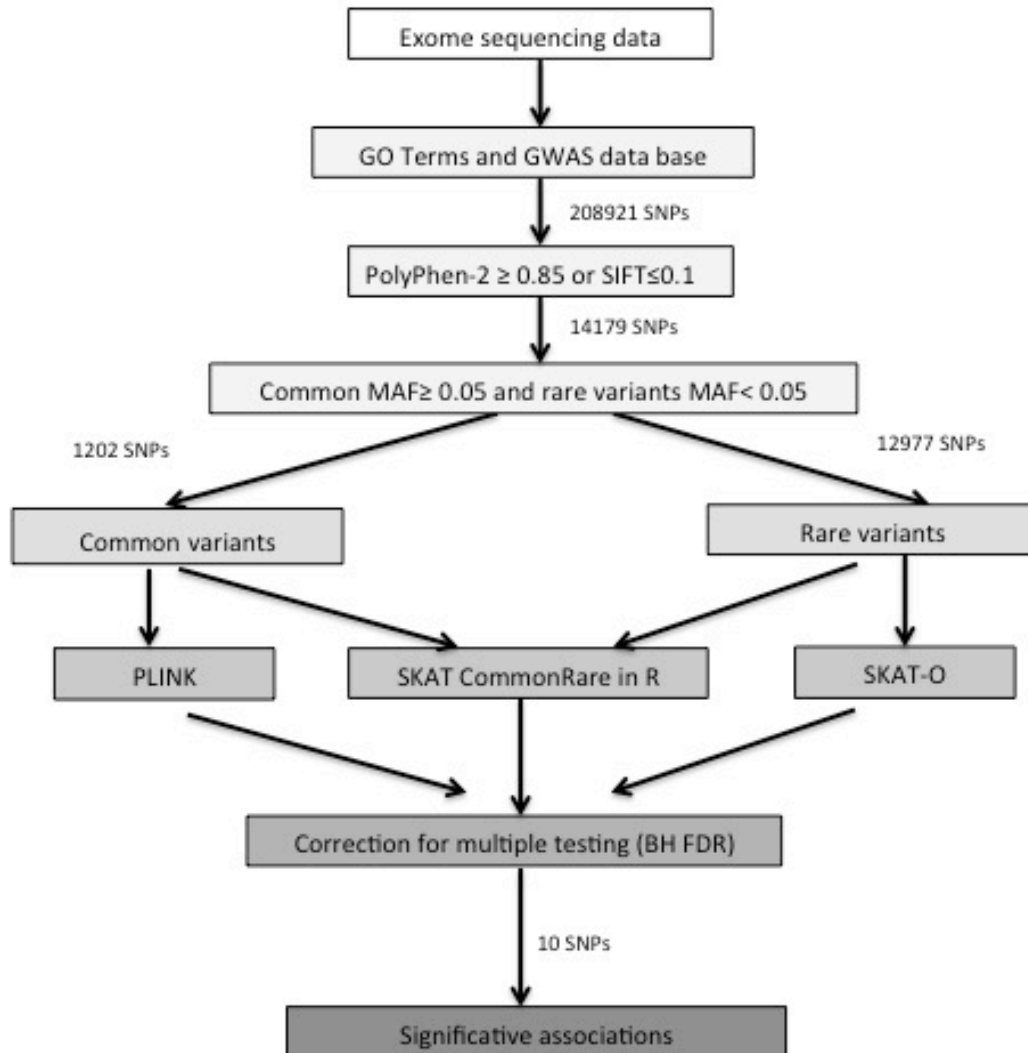 Exome sequencing data
GO Terms and GWAS data base
208921 SNPs
PolyPhen-2 ≥ 0.85 or SIFT≤0.1
14179 SNPs
Common MAF≥ 0.05 and rare variants MAF< 0.05
1202 SNPs
12977 SNPs
Common variants
Rare variants
PLINK
SKAT CommonRare in R
SKAT-O
Correction for multiple testing (BH FDR)
10 SNPs
Significative associations